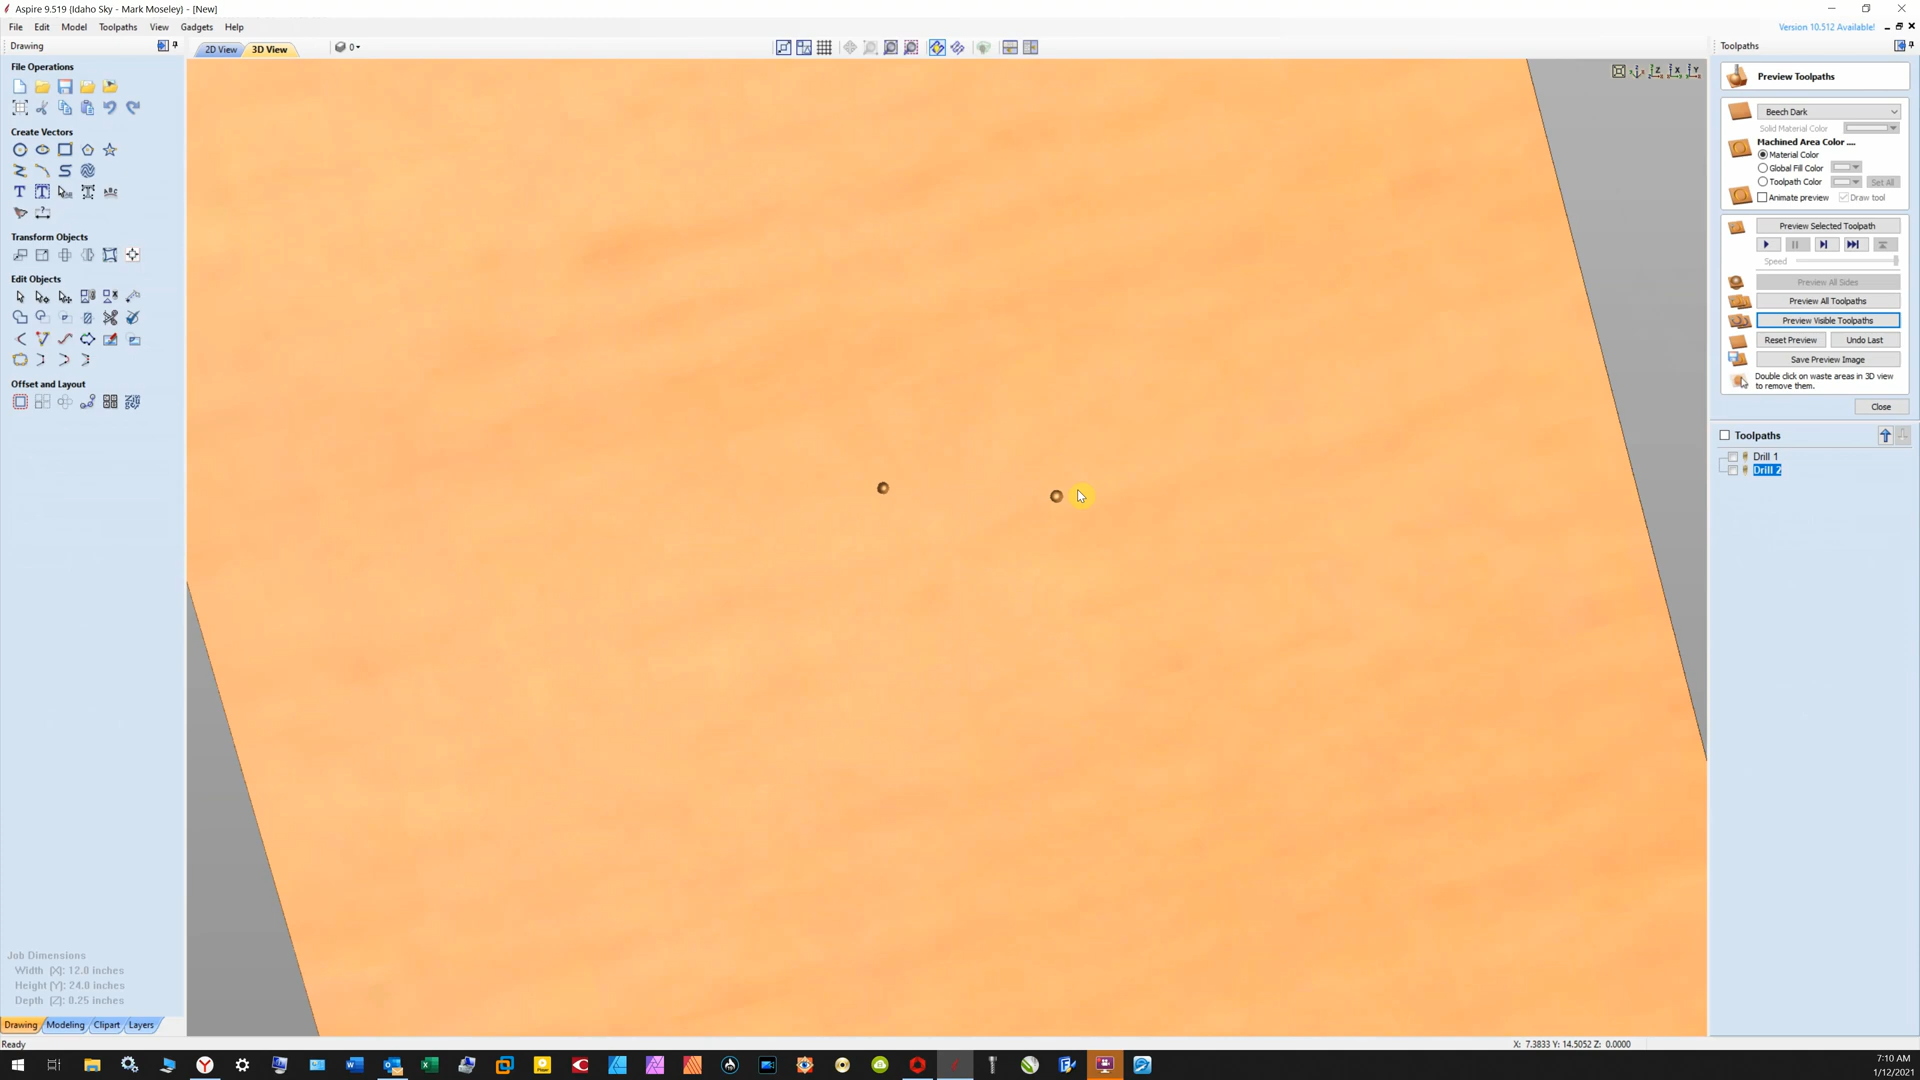 Aspire 9.519 {Idaho Sky - Mark Moseley} - [New]
File Edit Model Toolpaths View Gadgets Help
Version 10.512 Available!
Drawing
2D View 3D View
0
Toolpaths
File Operations
Create Vectors
Transform Objects
Edit Objects
Offset and Layout
Job Dimensions
Width (X): 12.0 inches
Height (Y): 24.0 inches
Depth (Z): 0.25 inches
Drawing Modeling Clipart Layers
Ready
Preview Toolpaths
Beech Dark
Solid Material Color
Machined Area Color ....
Material Color
Global Fill Color
Toolpath Color Set All
Animate preview Draw tool
Preview Selected Toolpath
Speed
Preview All Sides
Preview All Toolpaths
Preview Visible Toolpaths
Reset Preview Undo Last
Save Preview Image
Double click on waste areas in 3D view
to remove them.
Close
Toolpaths
Drill 1
Drill 2
X: 7.3833 Y: 14.5052 Z: 0.0000
7:10 AM
1/12/2021